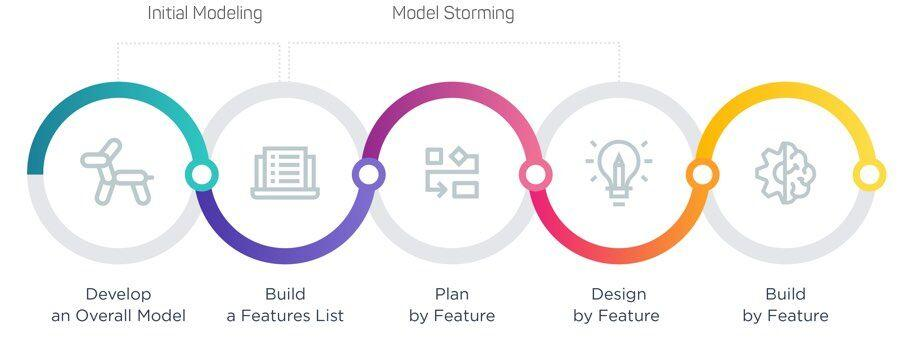 Initial Modeling
Model Storming
Develop
an Overall Model
Build
a Features List
Plan
by Feature
Design
by Feature
Build
by Feature